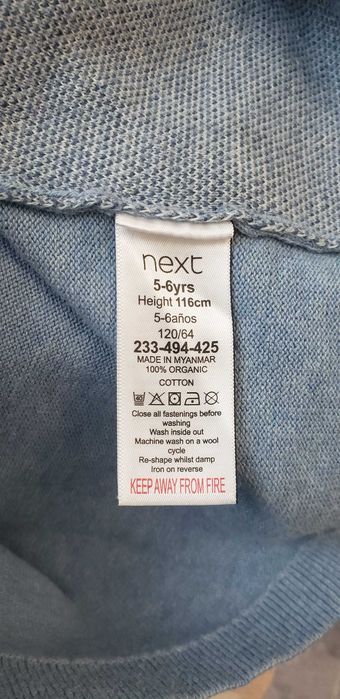 next
5-6yrs
Height 116cm
5-6años
120/64
233-494-425
MADE IN MYANMAR
100% ORGANIC
COTTON
Close all fastenings before
washing
Wash inside out
Machine wash on a wool
cycle
Re-shape whilst damp
Iron on reverse
KEEP AWAY FROM FIRE